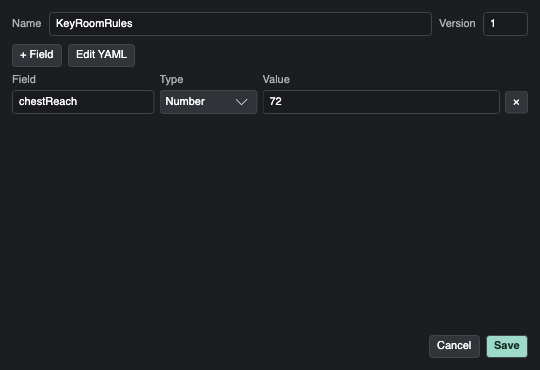 Name KeyRoomRules Version 1
+ Field Edit YAML
Field Type Value
chestReach Number 72 ×
Cancel Save